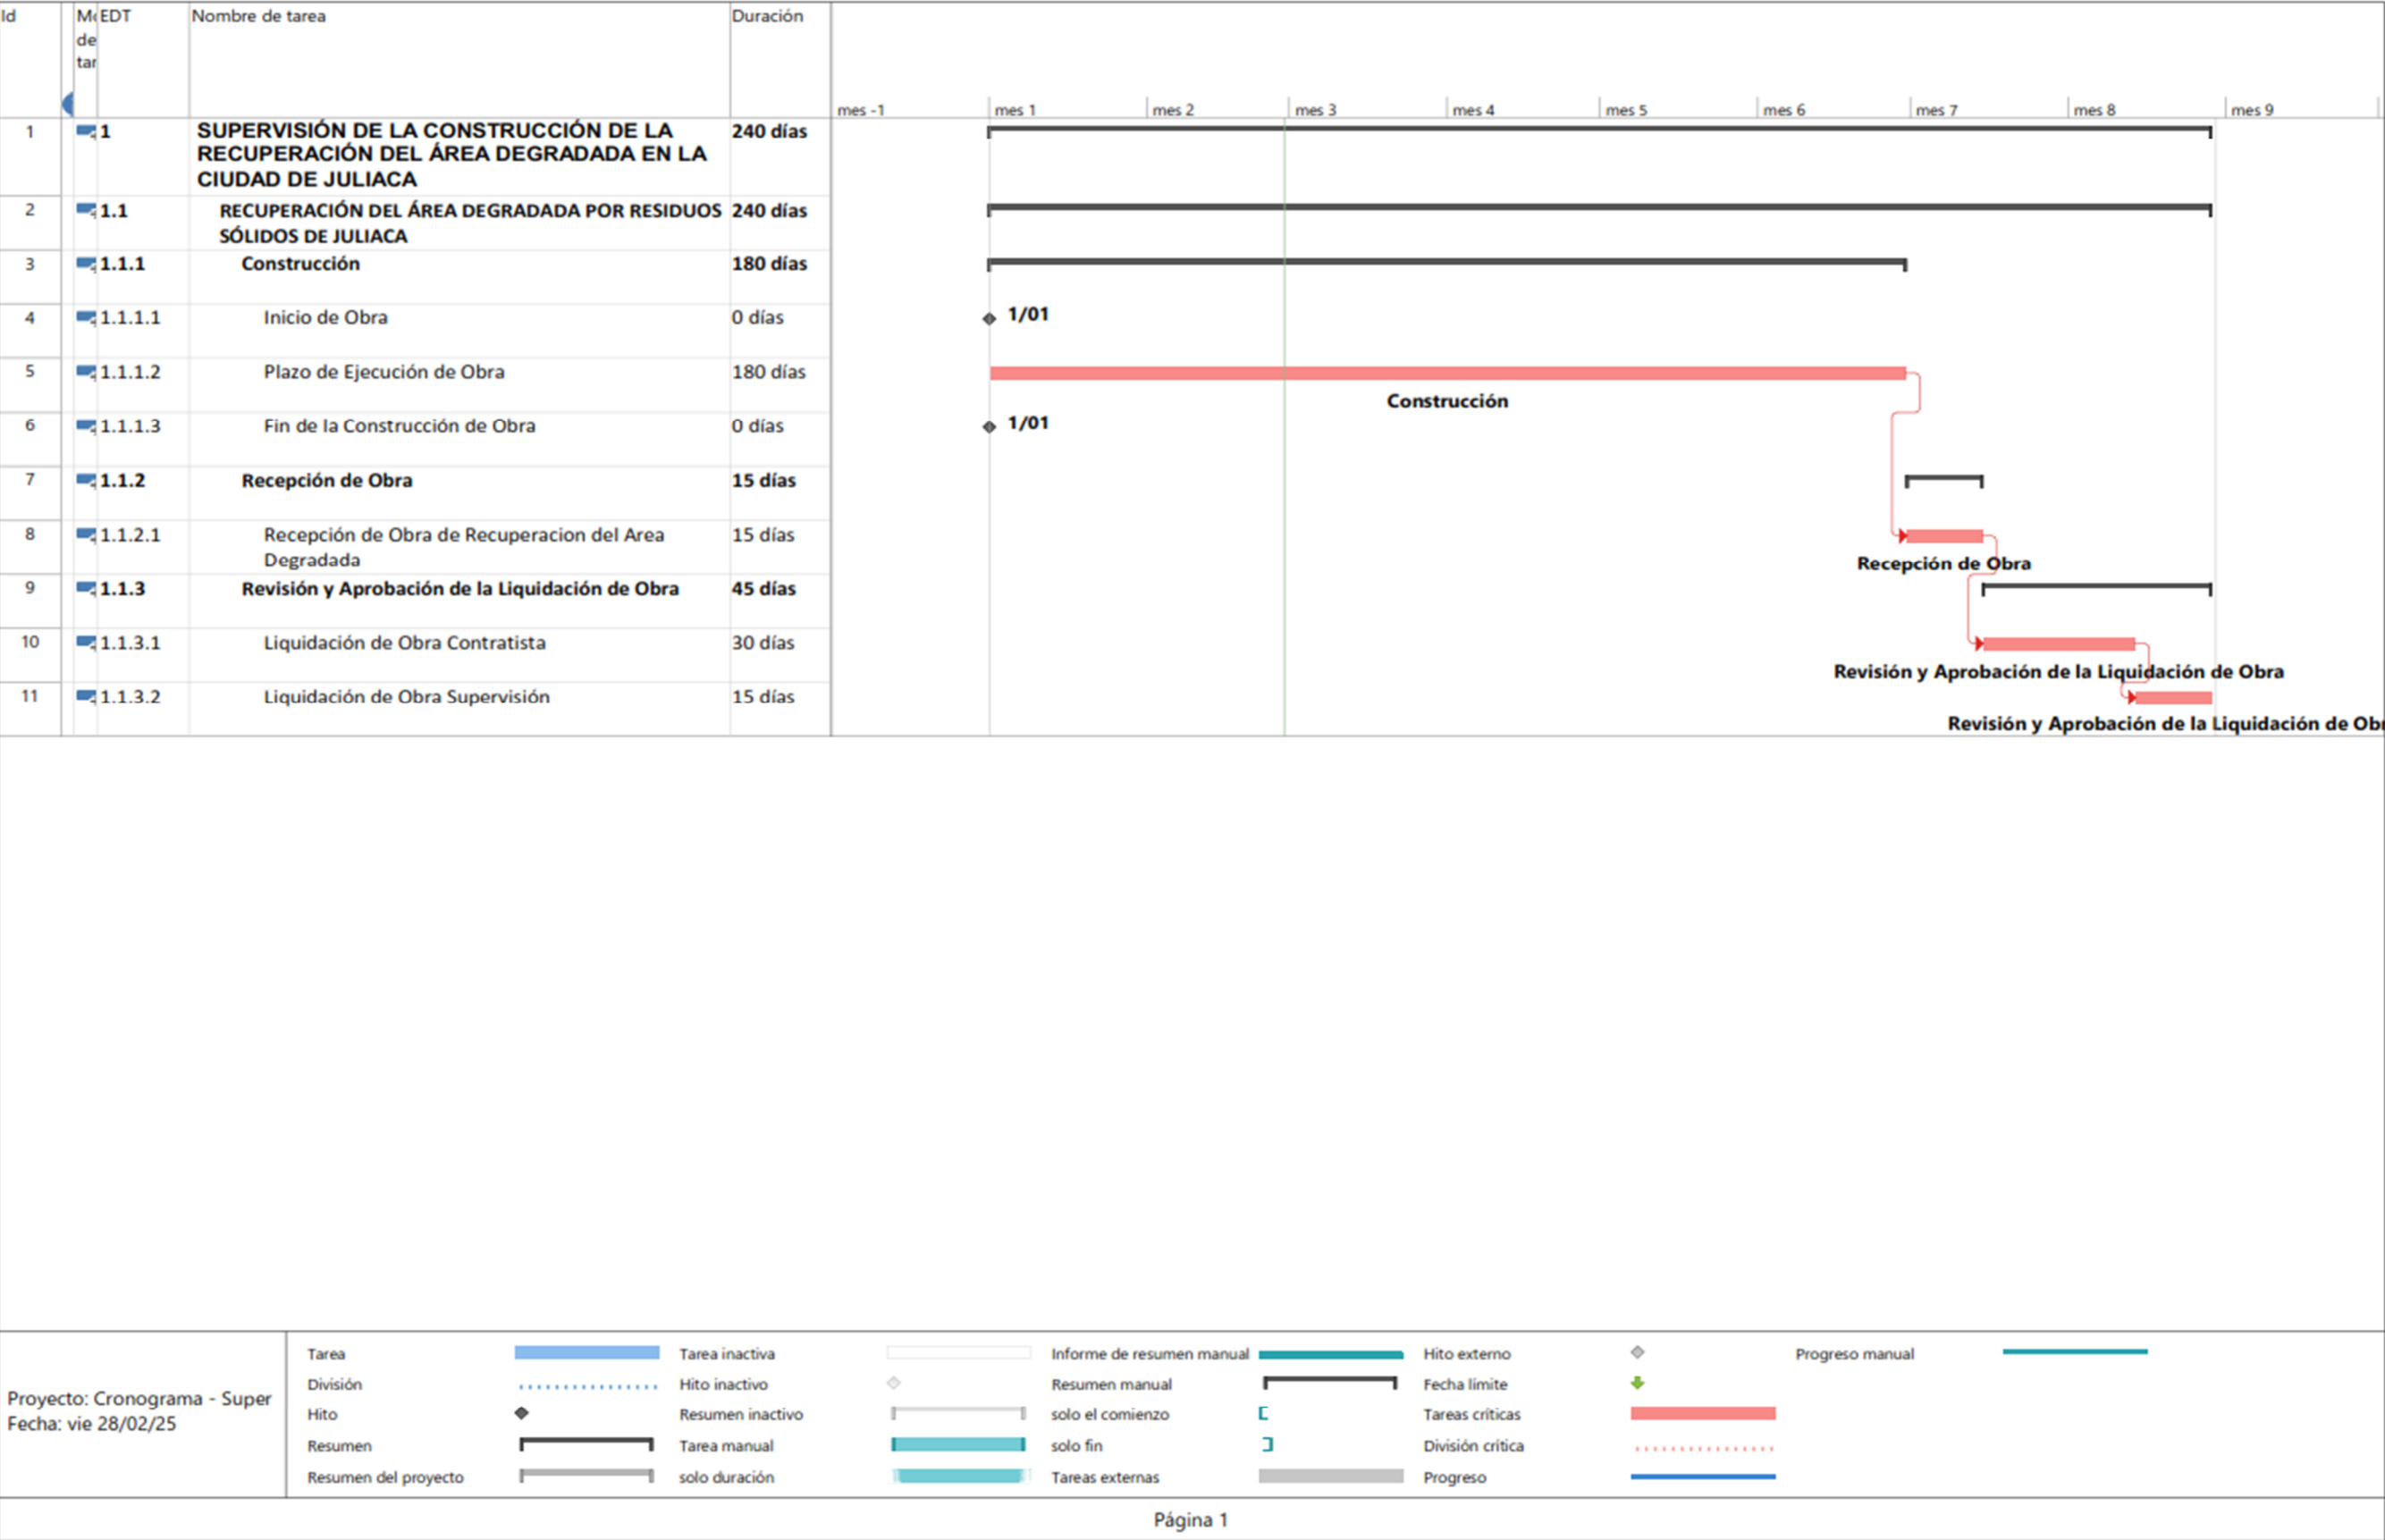 Id
Mo
de
tar
EDT
Nombre de tarea
Duración
mes -1 mes 1 mes 2 mes 3 mes 4 mes 5 mes 6 mes 7 mes 8 mes 9
1 1 SUPERVISIÓN DE LA CONSTRUCCIÓN DE LA 240 días
RECUPERACIÓN DEL ÁREA DEGRADADA EN LA
CIUDAD DE JULIACA
2 1.1 RECUPERACIÓN DEL ÁREA DEGRADADA POR RESIDUOS 240 días
SÓLIDOS DE JULIACA
3 1.1.1 Construcción 180 días
4 1.1.1.1 Inicio de Obra 0 días 1/01
5 1.1.1.2 Plazo de Ejecución de Obra 180 días
Construcción
6 1.1.1.3 Fin de la Construcción de Obra 0 días 1/01
7 1.1.2 Recepción de Obra 15 días
8 1.1.2.1 Recepción de Obra de Recuperacion del Area 15 días
Degradada
Recepción de Obra
9 1.1.3 Revisión y Aprobación de la Liquidación de Obra 45 días
10 1.1.3.1 Liquidación de Obra Contratista 30 días
Revisión y Aprobación de la Liquidación de Obra
11 1.1.3.2 Liquidación de Obra Supervisión 15 días
Revisión y Aprobación de la Liquidación de Obr
Proyecto: Cronograma - Super
Fecha: vie 28/02/25
Tarea Tarea inactiva Informe de resumen manual Hito externo Progreso manual
División Hito inactivo Resumen manual Fecha límite
Hito Resumen inactivo solo el comienzo Tareas críticas
Resumen Tarea manual solo fin División crítica
Resumen del proyecto solo duración Tareas externas Progreso
Página 1